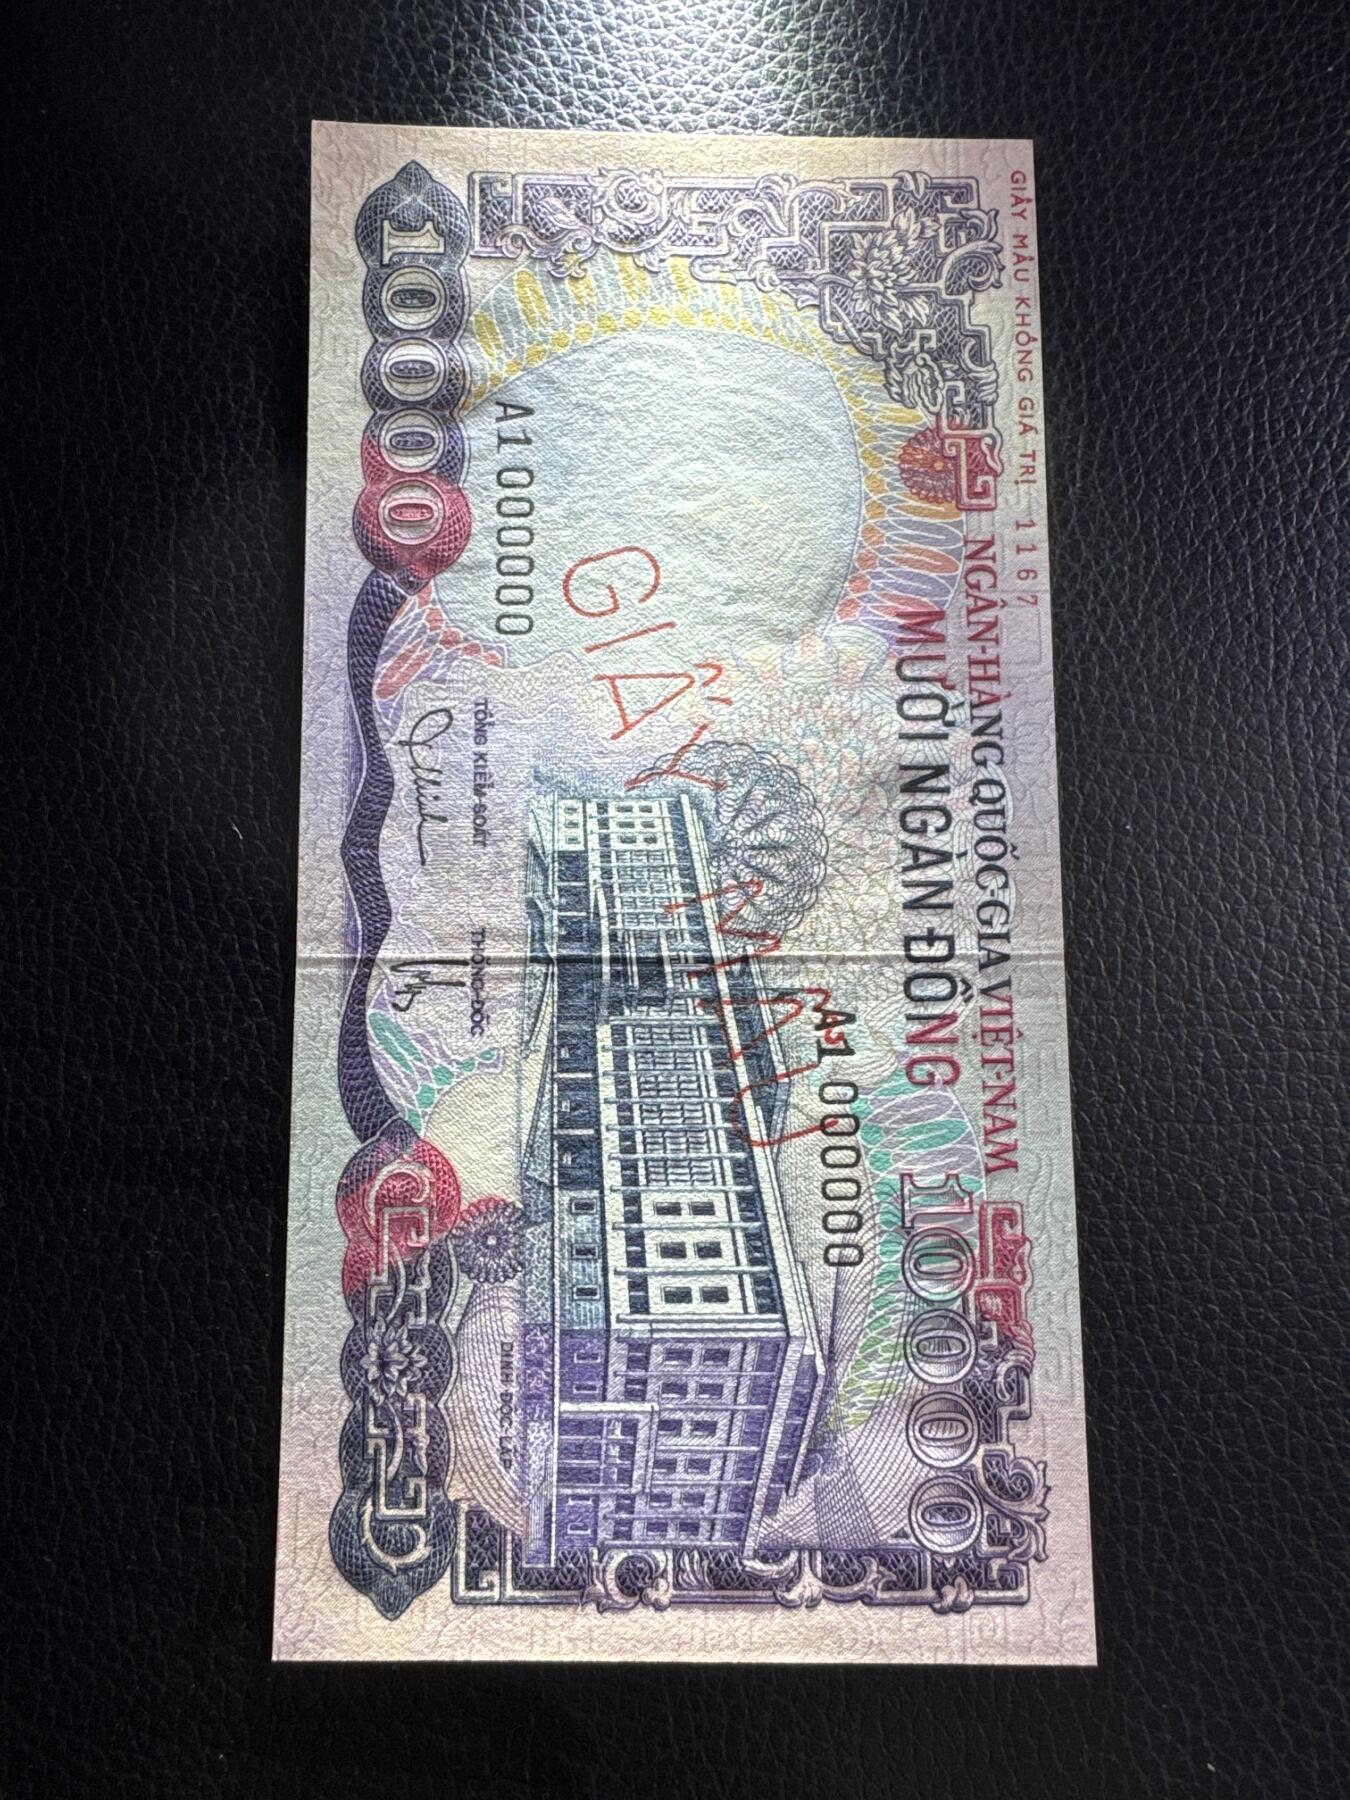 GIẤY MẪU KHÔNG GIÁ TRỊ 1167
NGÂN-HÀNG QUỐC-GIA VIỆT-NAM
MƯỜI NGÀN ĐỒNG 10000
A1 000000
GIẤY MẪU
A1 000000
TỔNG KIỂM-SOÁT THỐNG-ĐỐC
DINH ĐỘC-LẬP
10000